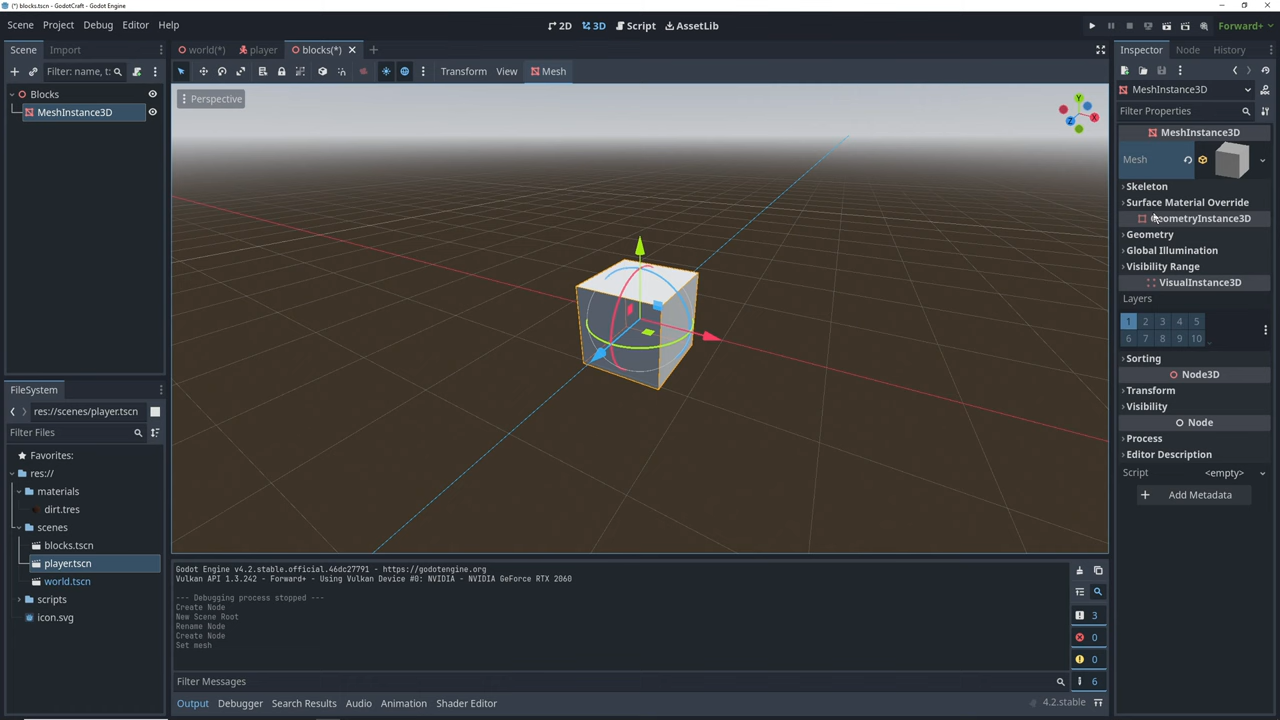 (*) blocks.tscn - GodotCraft - Godot Engine
Scene Project Debug Editor Help
2D 3D Script AssetLib
Forward+
Scene Import
world(*) player blocks(*)
Inspector Node History
Filter: name, t:
Transform View Mesh
Blocks
MeshInstance3D
Perspective
Y
X
Z
MeshInstance3D
Filter Properties
MeshInstance3D
Mesh
Skeleton
Surface Material Override
GeometryInstance3D
Geometry
Global Illumination
Visibility Range
VisualInstance3D
Layers
1 2 3 4 5
6 7 8 9 10
Sorting
Node3D
Transform
Visibility
Node
Process
Editor Description
Script <empty>
Add Metadata
FileSystem
res://scenes/player.tscn
Filter Files
Favorites:
res://
materials
dirt.tres
scenes
blocks.tscn
player.tscn
world.tscn
scripts
icon.svg
Godot Engine v4.2.stable.official.46dc27791 - https://godotengine.org
Vulkan API 1.3.242 - Forward+ - Using Vulkan Device #0: NVIDIA - NVIDIA GeForce RTX 2060
--- Debugging process stopped ---
Create Node
New Scene Root
Rename Node
Create Node
Set mesh
3
0
0
6
Filter Messages
Output Debugger Search Results Audio Animation Shader Editor
4.2.stable